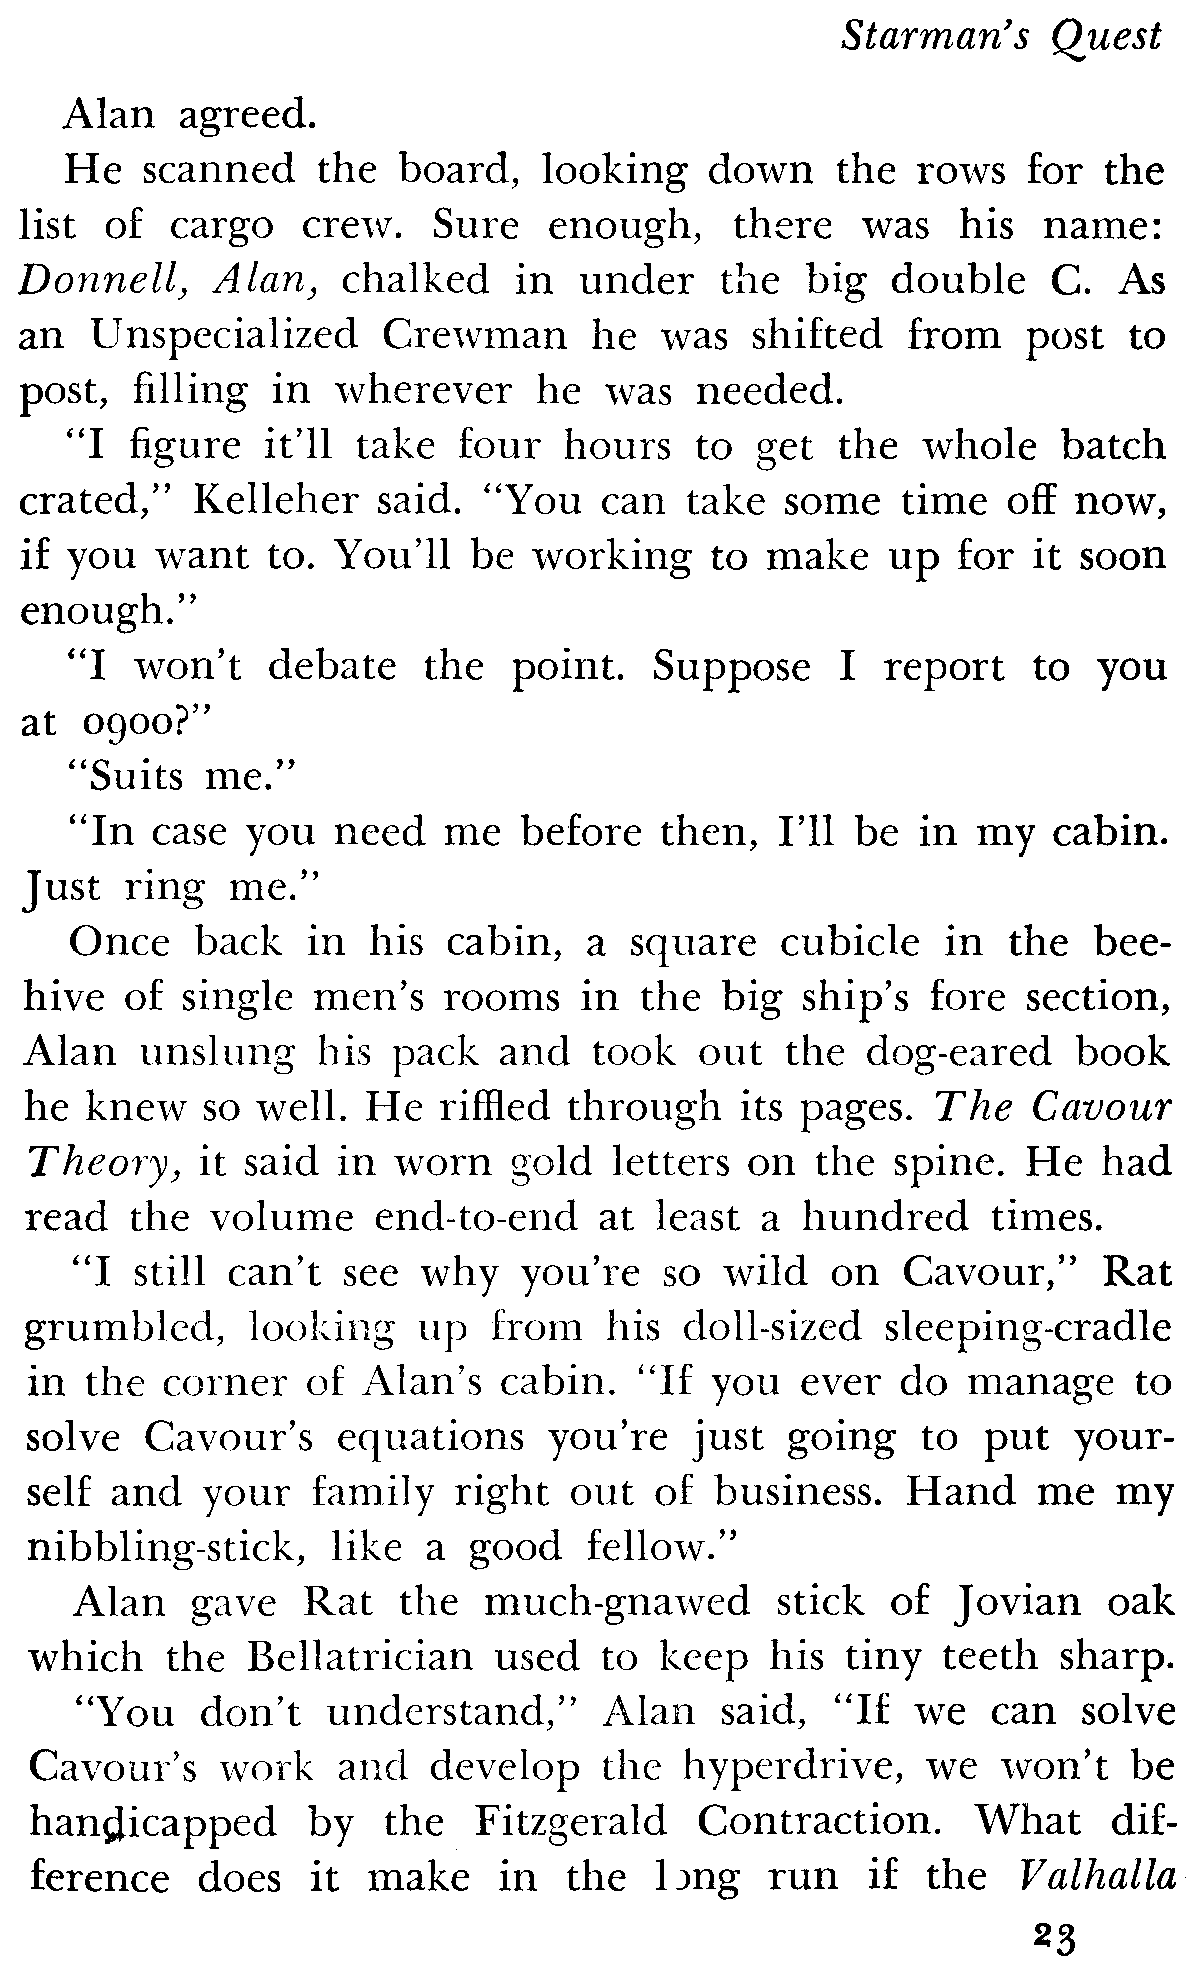 Starman's Quest
Alan agreed.
He scanned the board, looking down the rows for the
list of cargo crew. Sure enough, there was his name:
Donnell, Alan, chalked in under the big double C. As
an Unspecialized Crewman he was shifted from post to
post, filling in wherever he was needed.
"I figure it'll take four hours to get the whole batch
crated," Kelleher said. "You can take some time off now,
if you want to. You'll be working to make up for it soon
enough."
"I won't debate the point. Suppose I report to you
at 0900?"
"Suits me."
"In case you need me before then, I'll be in my cabin.
Just ring me."
Once back in his cabin, a square cubicle in the bee-
hive of single men's rooms in the big ship's fore section,
Alan unslung his pack and took out the dog-eared book
he knew so well. He riffled through its pages. The Cavour
Theory, it said in worn gold letters on the spine. He had
read the volume end-to-end at least a hundred times.
"I still can't see why you're so wild on Cavour," Rat
grumbled, looking up from his doll-sized sleeping-cradle
in the corner of Alan's cabin. "If you ever do manage to
solve Cavour's equations you're just going to put your-
self and your family right out of business. Hand me my
nibbling-stick, like a good fellow."
Alan gave Rat the much-gnawed stick of Jovian oak
which the Bellatrician used to keep his tiny teeth sharp.
"You don't understand," Alan said, "If we can solve
Cavour's work and develop the hyperdrive, we won't be
handicapped by the Fitzgerald Contraction. What dif-
ference does it make in the long run if the Valhalla
23